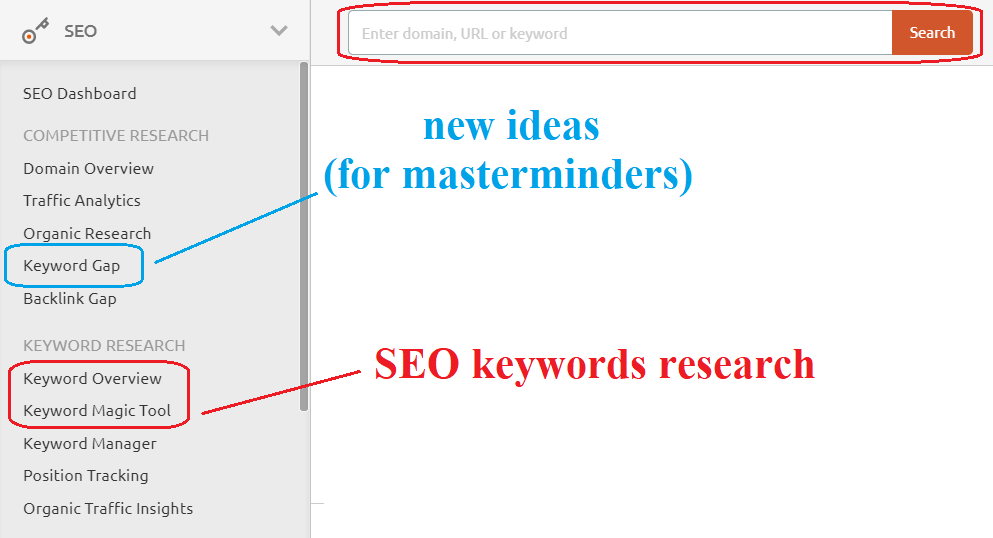 SEO
Enter domain, URL or keyword
Search
SEO Dashboard
COMPETITIVE RESEARCH
Domain Overview
Traffic Analytics
Organic Research
Keyword Gap
Backlink Gap
KEYWORD RESEARCH
Keyword Overview
Keyword Magic Tool
Keyword Manager
Position Tracking
Organic Traffic Insights
new ideas
(for masterminders)
SEO keywords research